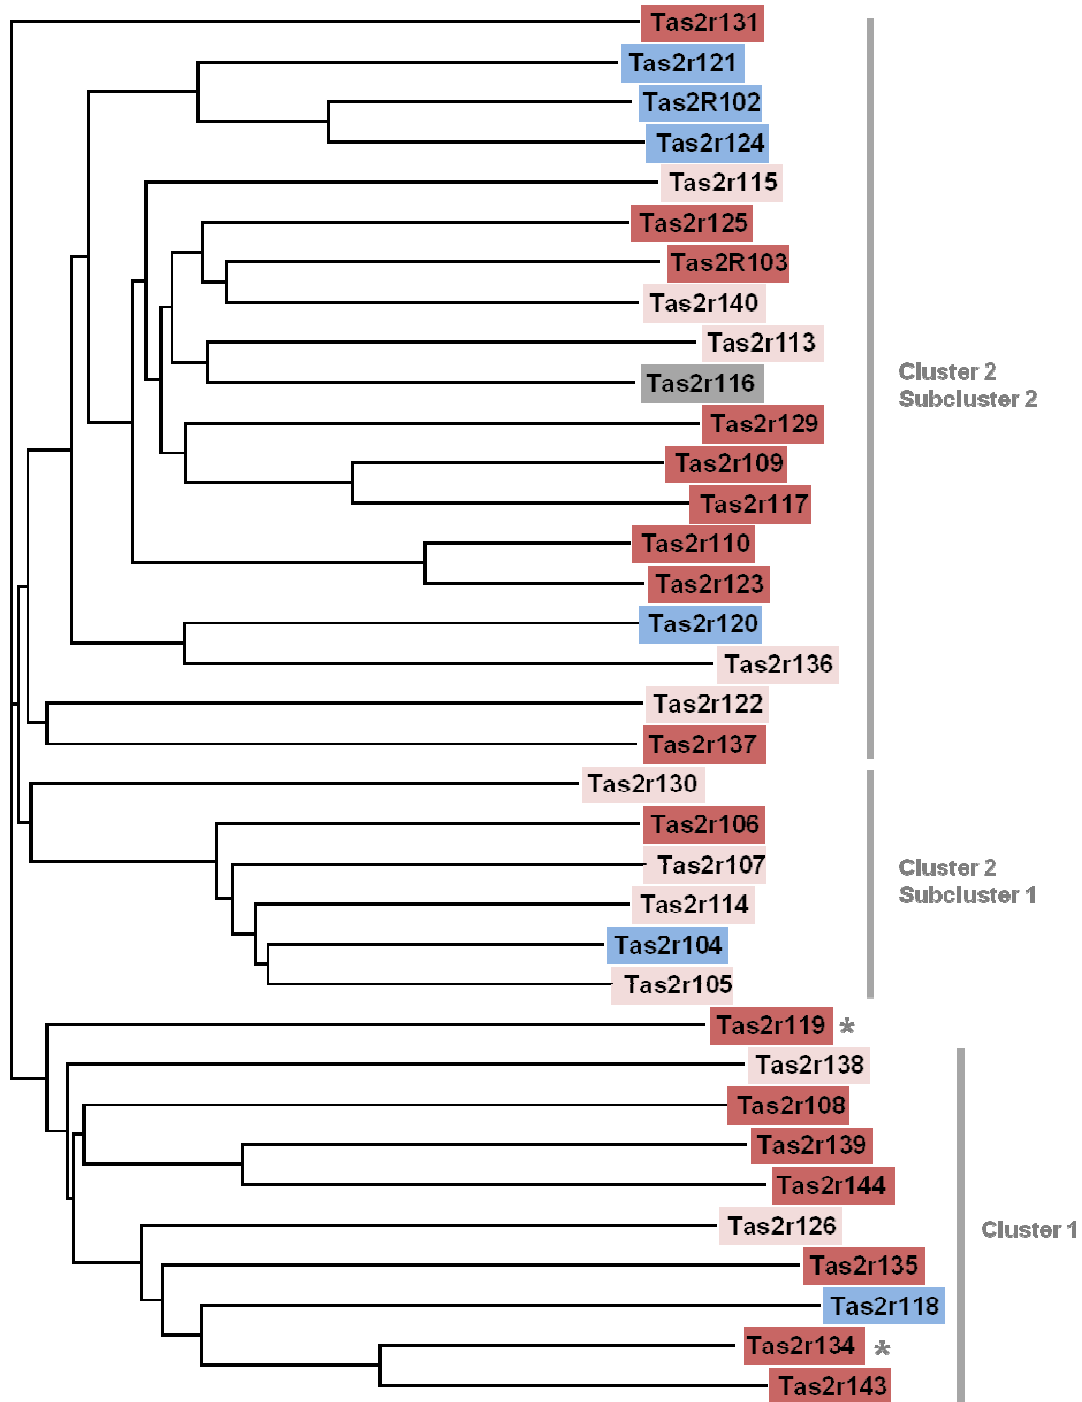 Tas2r131
Tas2r121
Tas2R102
Tas2r124
Tas2r115
Tas2r125
Tas2R103
Tas2r140
Tas2r113
Tas2r116
Cluster 2
Subcluster 2
Tas2r129
Tas2r109
Tas2r117
Tas2r110
Tas2r123
Tas2r120
Tas2r136
Tas2r122
Tas2r137
Tas2r130
Tas2r106
Tas2r107
Cluster 2
Subcluster 1
Tas2r114
Tas2r104
Tas2r105
Tas2r119 *
Tas2r138
Tas2r108
Tas2r139
Tas2r144
Tas2r126
Cluster 1
Tas2r135
Tas2r118
Tas2r134 *
Tas2r143